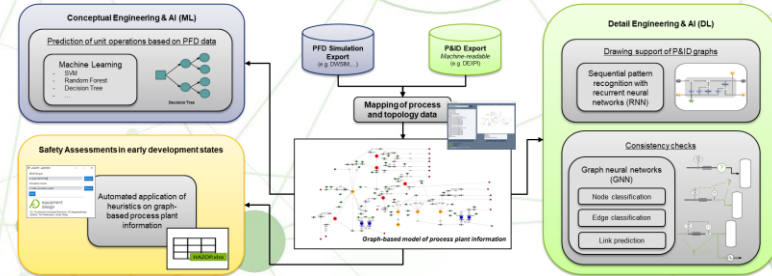 Conceptual Engineering & AI (ML)
Prediction of unit operations based on PFD data
Machine Learning
- SVM
- Random Forest
- Decision Tree
- ...
Decision Tree
Safety Assessments in early development states
Automated application of
heuristics on graph-
based process plant
information
HAZOP.xlsx
PFD Simulation
Export
(e.g. DWSIM,...)
P&ID Export
Machine-readable
(e.g. DEXPI)
Mapping of process
and topology data
Graph-based model of process plant information
Detail Engineering & AI (DL)
Drawing support of P&ID graphs
Sequential pattern
recognition with
recurrent neural
networks (RNN)
Consistency checks
Graph neural networks
(GNN)
Node classification
Edge classification
Link prediction